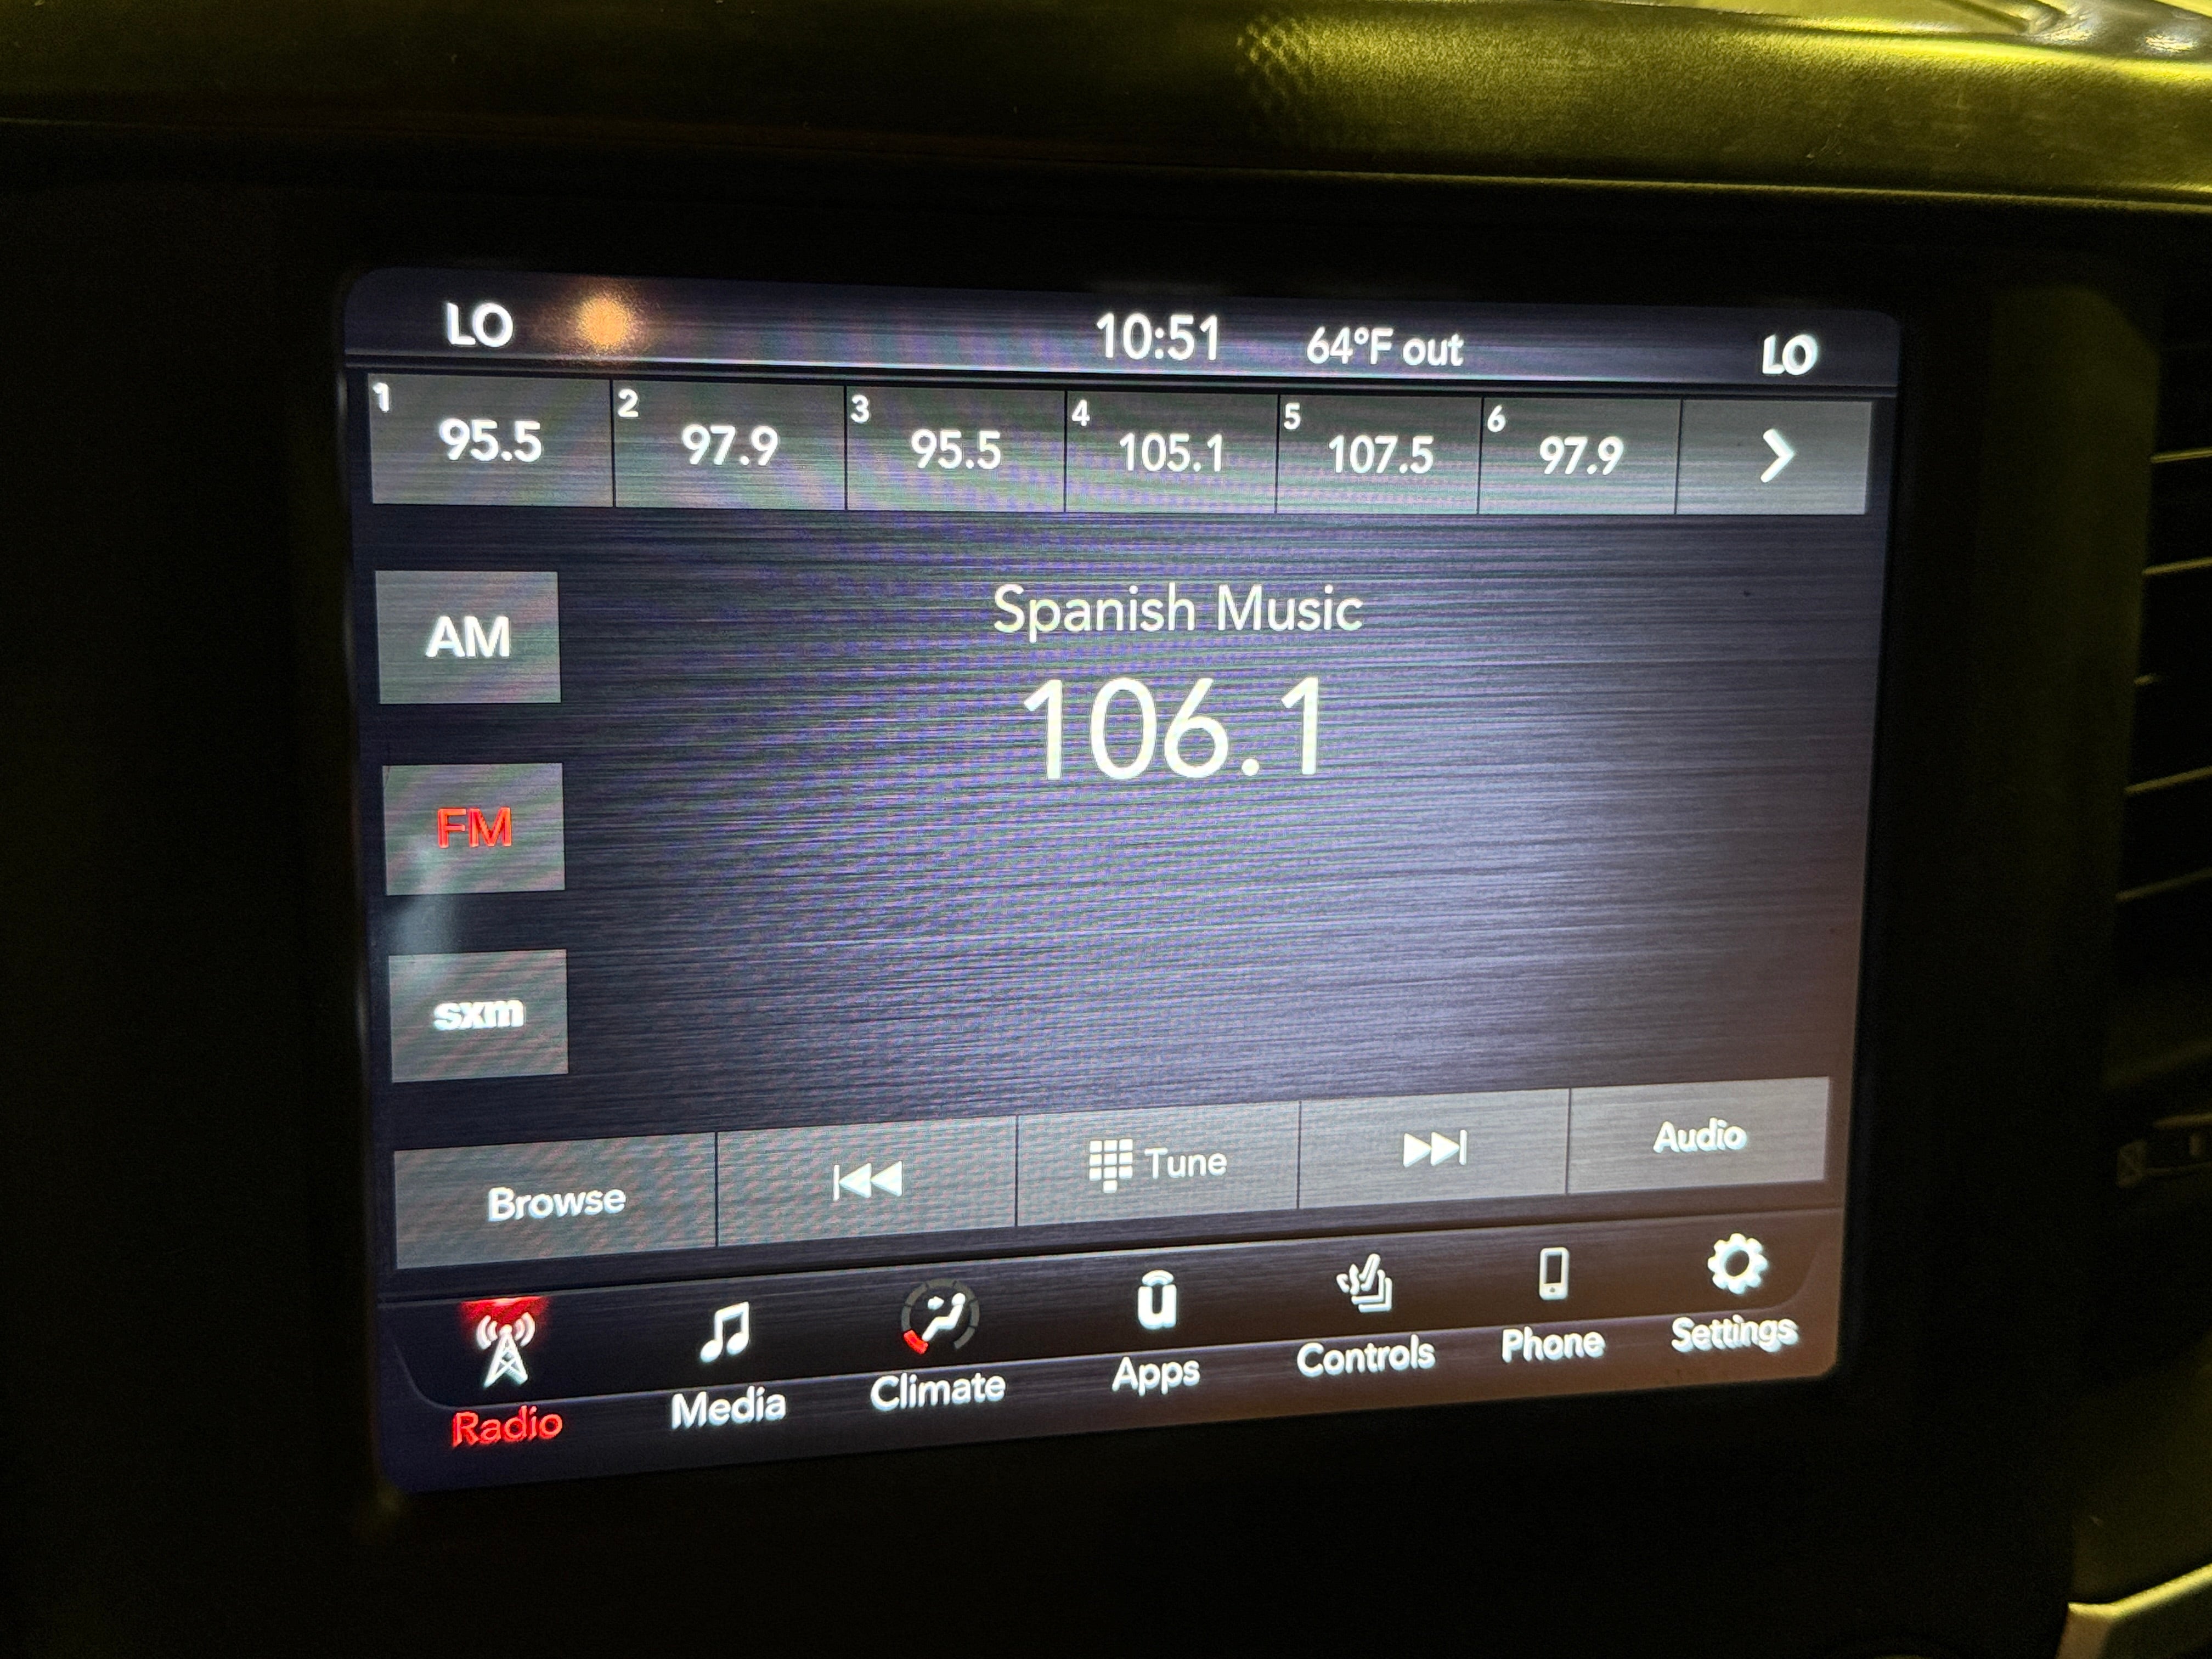 LO 10:51 64°F out LO
1 95.5 2 97.9 3 95.5 4 105.1 5 107.5 6 97.9
Spanish Music
AM
106.1
FM
sxm
Browse Tune Audio
Radio Media Climate Apps Controls Phone Settings